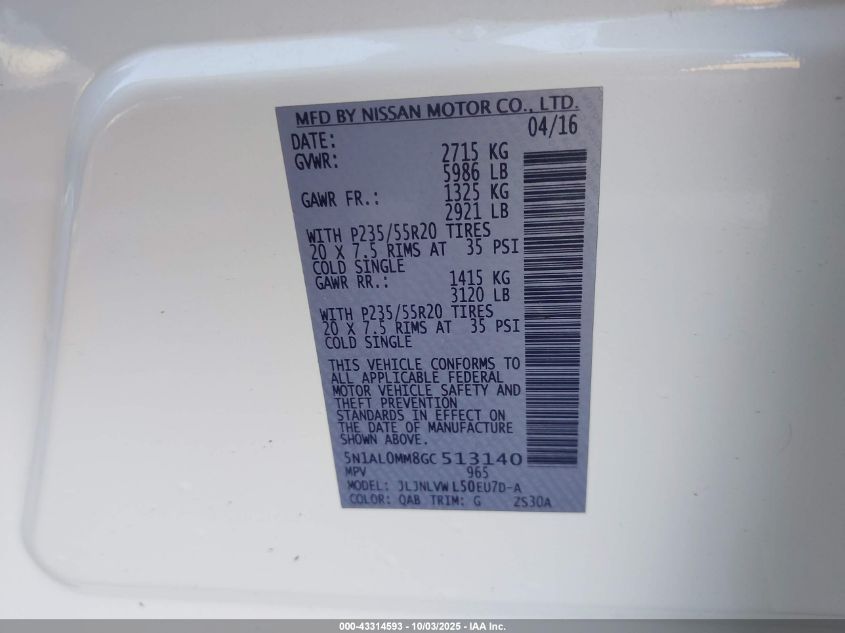 MFD BY NISSAN MOTOR CO., LTD.
DATE: 04/16
GVWR: 2715 KG
5986 LB
GAWR FR.: 1325 KG
2921 LB
WITH P235/55R20 TIRES
20 X 7.5 RIMS AT 35 PSI
COLD SINGLE
GAWR RR.: 1415 KG
3120 LB
WITH P235/55R20 TIRES
20 X 7.5 RIMS AT 35 PSI
COLD SINGLE
THIS VEHICLE CONFORMS TO
ALL APPLICABLE FEDERAL
MOTOR VEHICLE SAFETY AND
THEFT PREVENTION
STANDARDS IN EFFECT ON
THE DATE OF MANUFACTURE
SHOWN ABOVE.
5N1AL0MM8GC 513140
MPV 965
MODEL: JLJNLVW L50EU7D-A
COLOR: QAB TRIM: G 2S30A
000-43314593 - 10/03/2025 - IAA Inc.